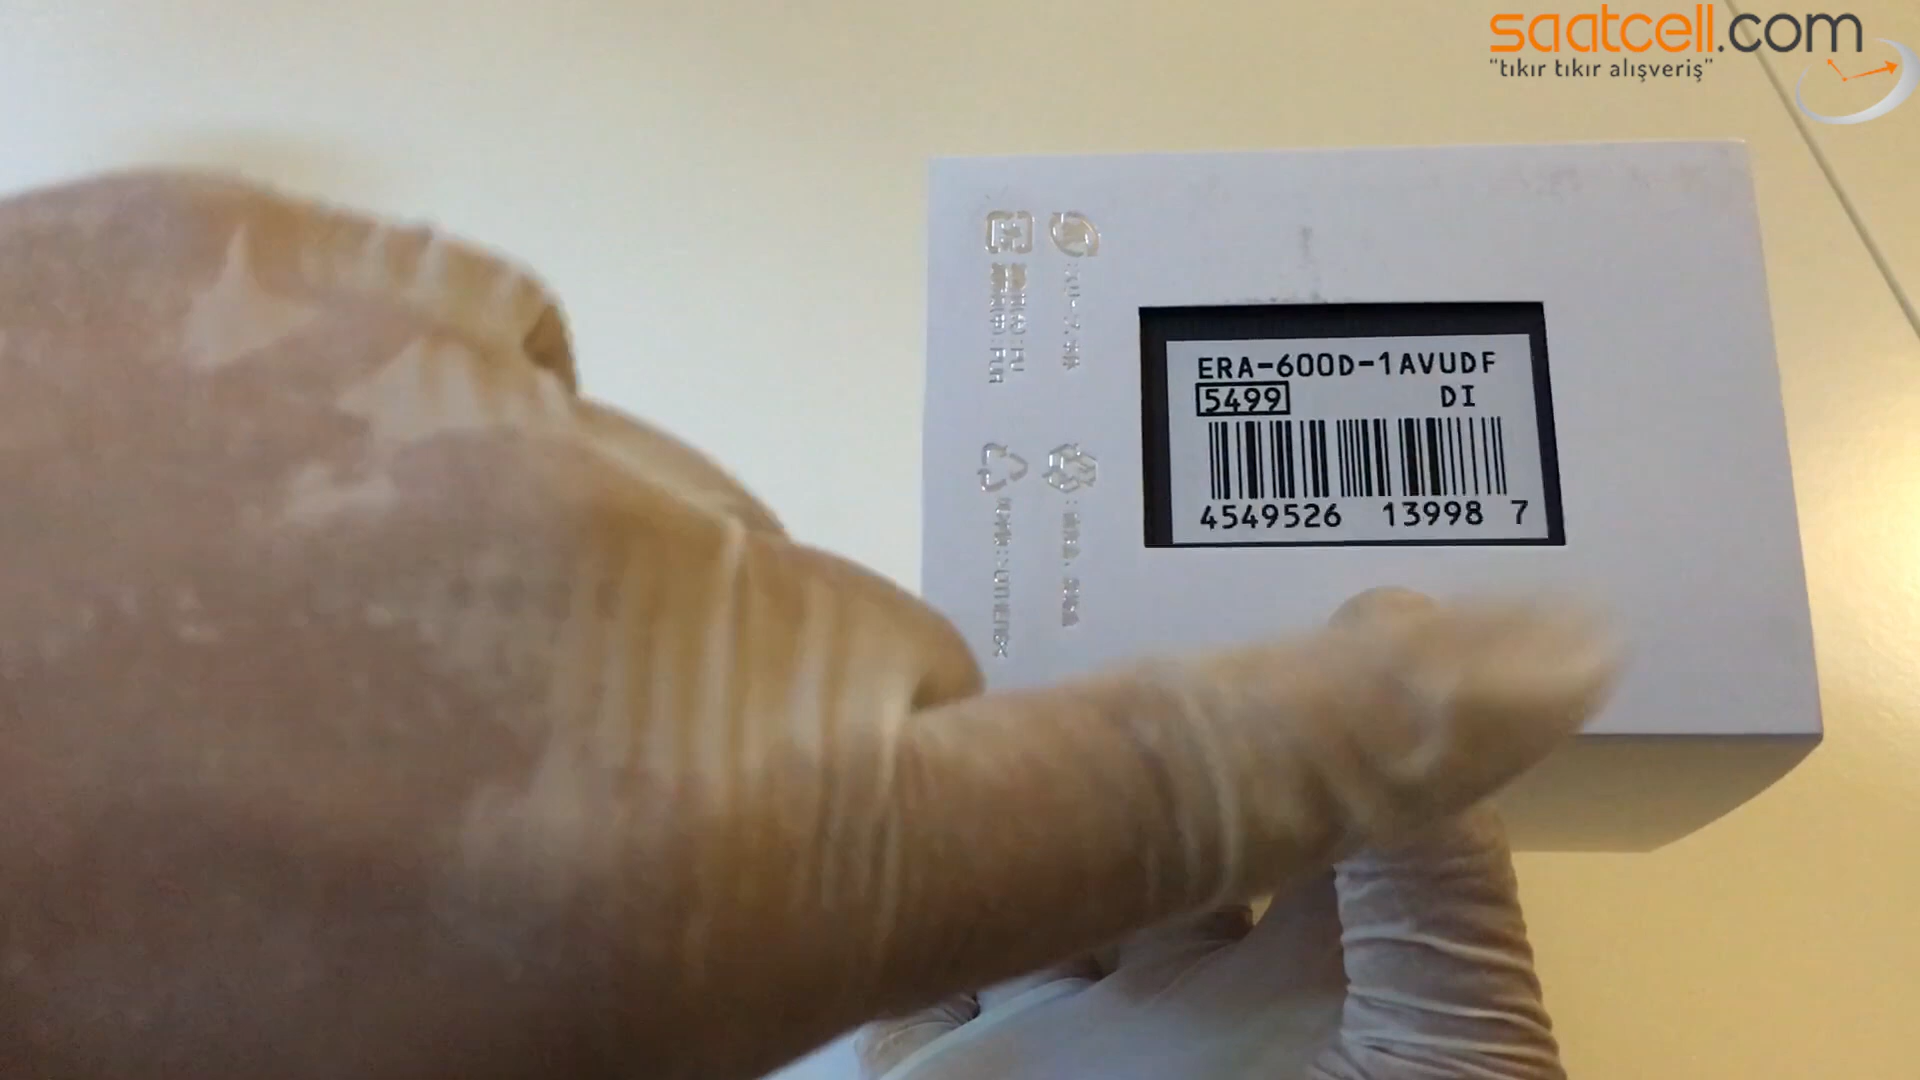 saatcell.com
"tıkır tıkır alışveriş"
ERA-600D-1AVUDF
5499 DI
4549526 13998 7